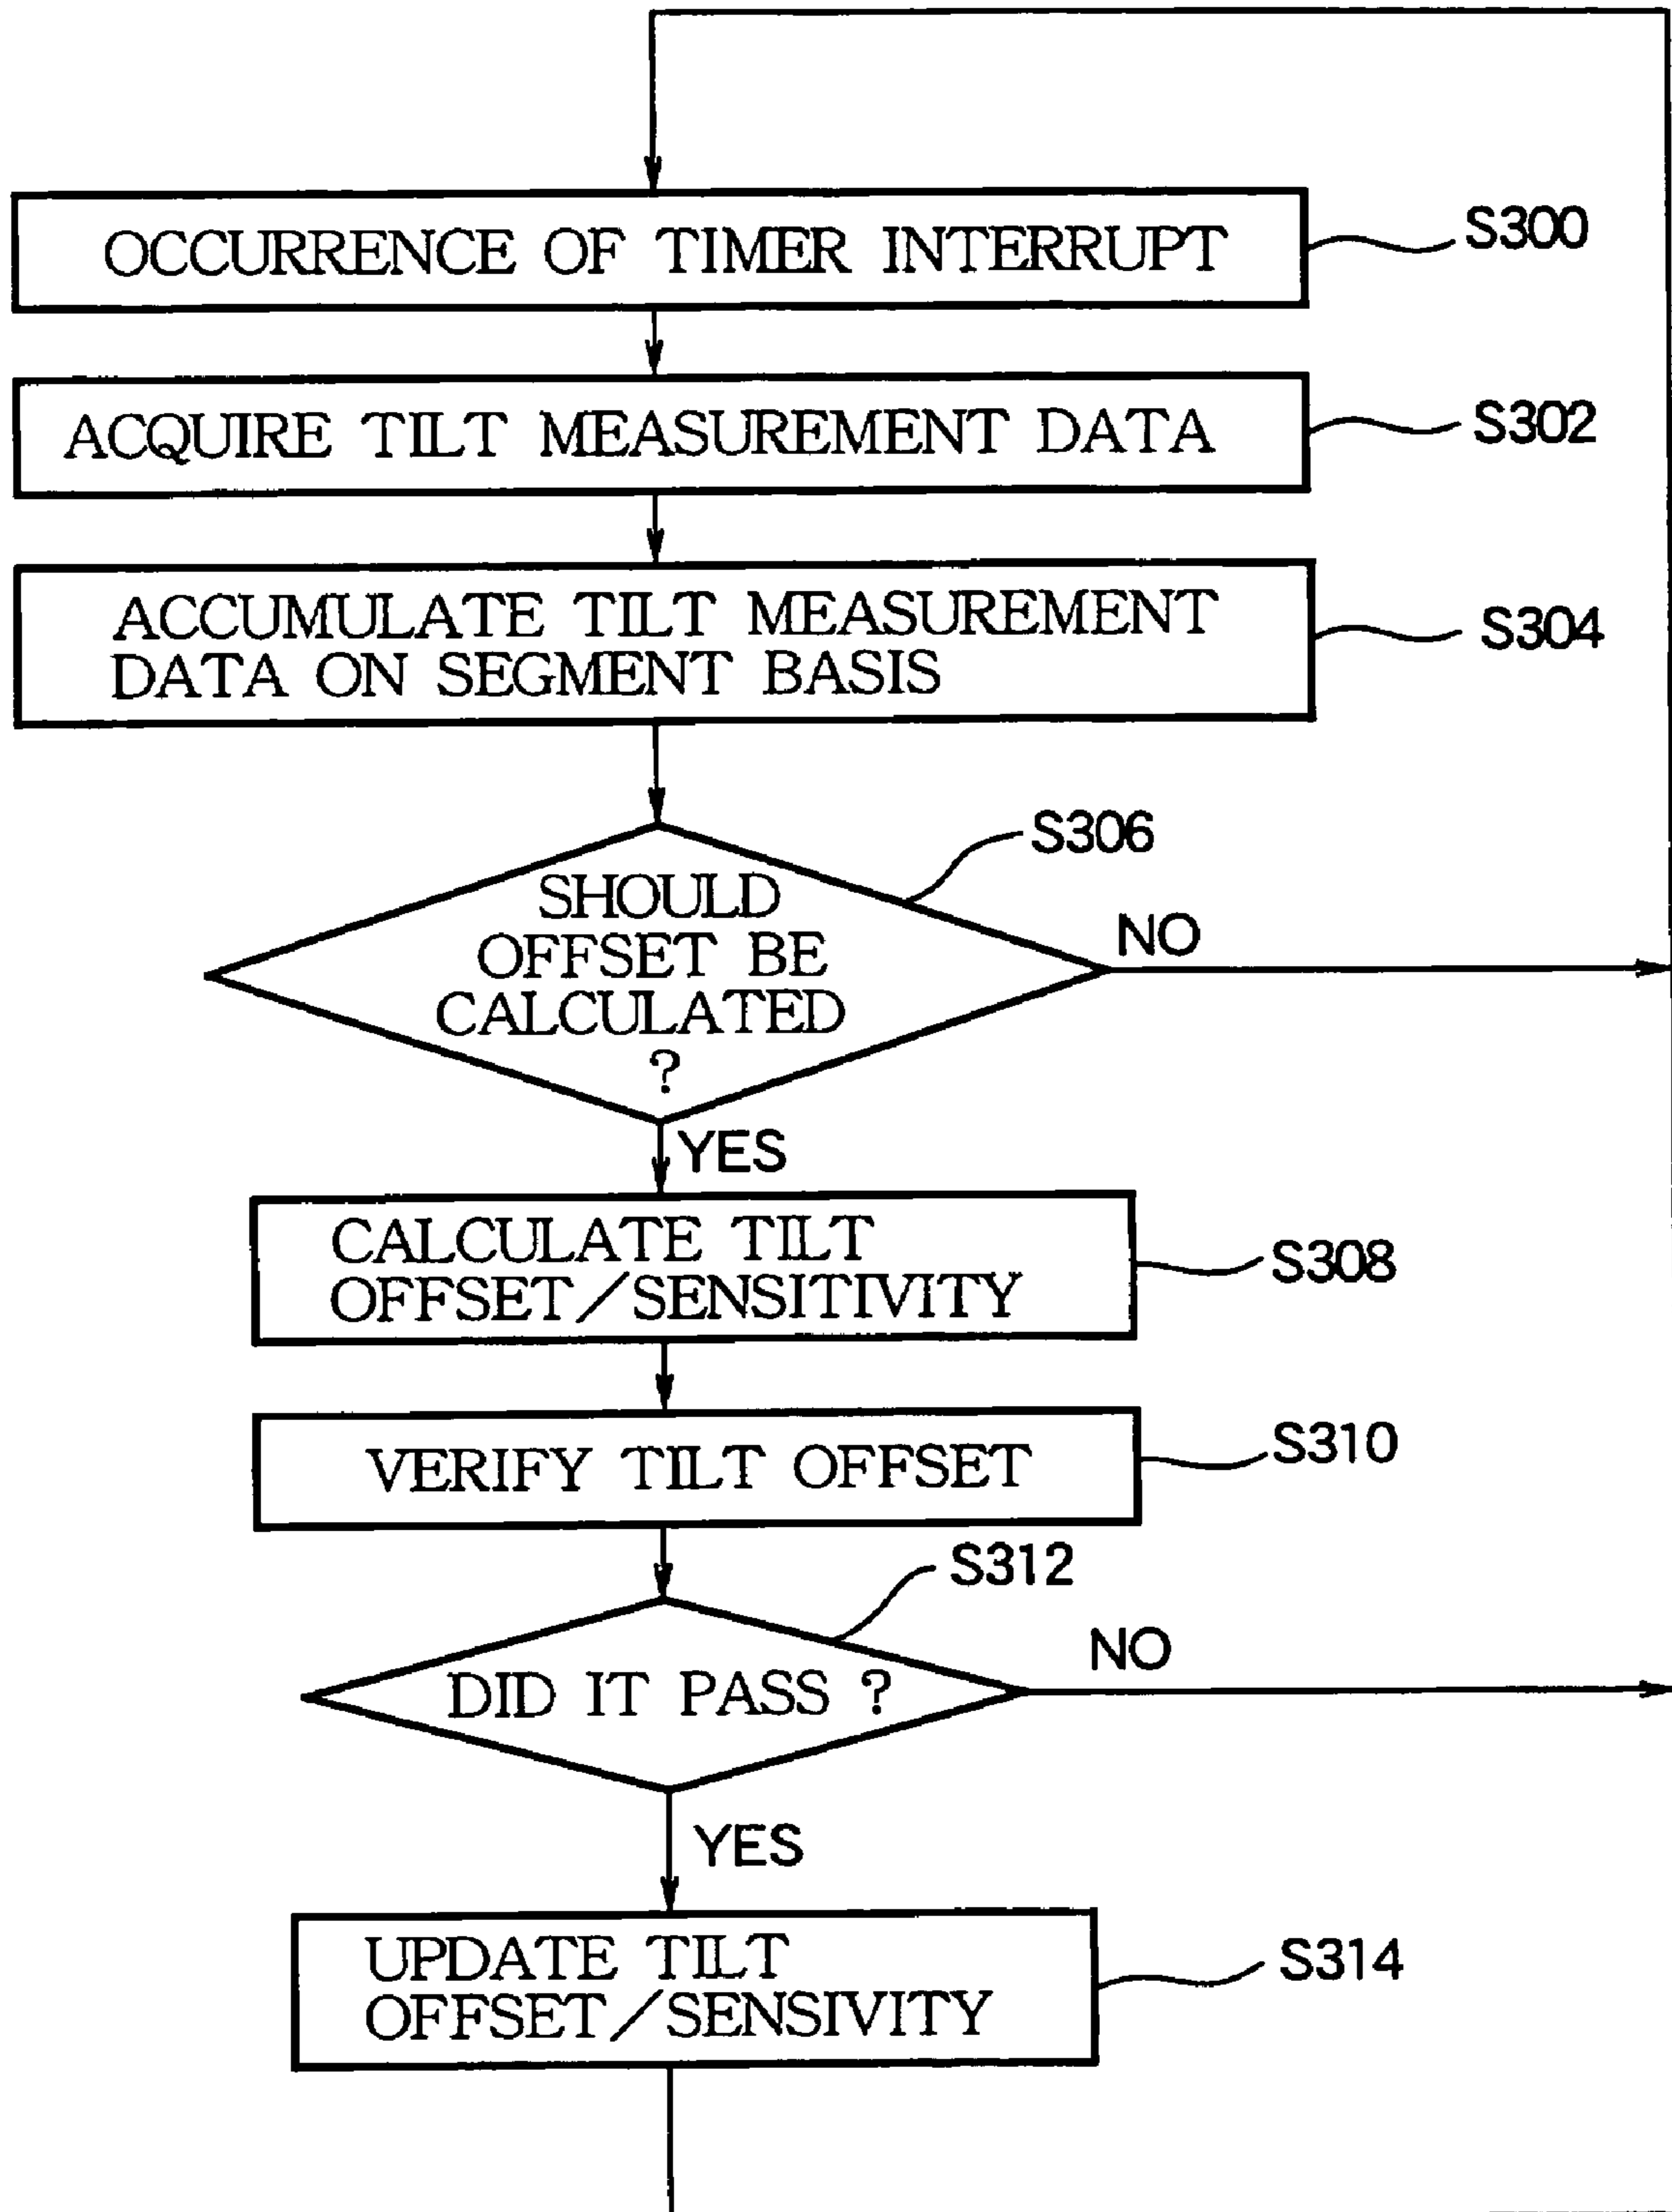 OCCURRENCE OF TIMER INTERRUPT
S300
ACQUIRE TILT MEASUREMENT DATA
S302
ACCUMULATE TILT MEASUREMENT
DATA ON SEGMENT BASIS
S304
S306
SHOULD
OFFSET BE
CALCULATED
?
NO
YES
CALCULATE TILT
OFFSET/SENSITIVITY
S308
VERIFY TILT OFFSET
S310
S312
DID IT PASS ?
NO
YES
UPDATE TILT
OFFSET/SENSIVITY
S314